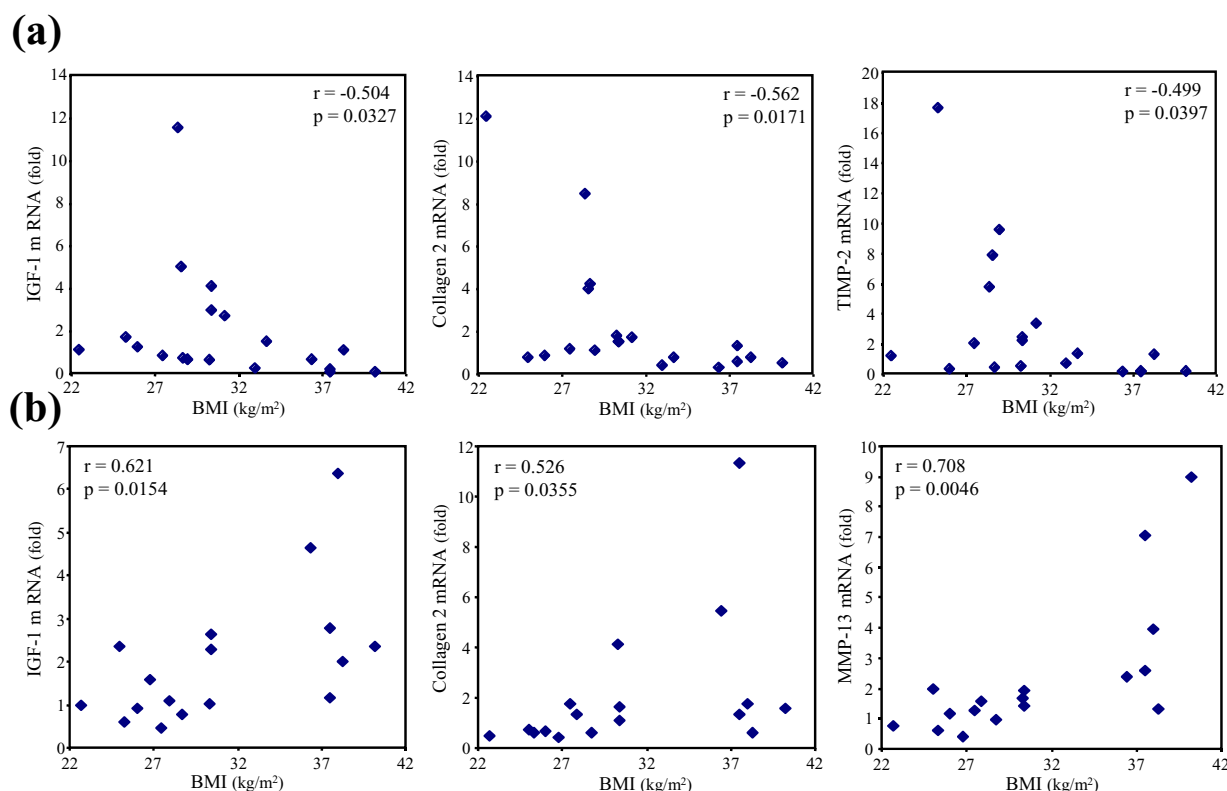 (a)
r = -0.504
p = 0.0327
IGF-1 m RNA (fold)
14
12
10
8
6
4
2
0
22 27 32 37 42
BMI (kg/m²)
r = -0.562
p = 0.0171
Collagen 2 mRNA (fold)
14
12
10
8
6
4
2
0
22 27 32 37 42
BMI (kg/m²)
r = -0.499
p = 0.0397
TIMP-2 mRNA (fold)
20
18
16
14
12
10
8
6
4
2
0
22 27 32 37 42
BMI (kg/m²)
(b)
r = 0.621
p = 0.0154
IGF-1 m RNA (fold)
7
6
5
4
3
2
1
0
22 27 32 37 42
BMI (kg/m²)
r = 0.526
p = 0.0355
Collagen 2 mRNA (fold)
12
10
8
6
4
2
0
22 27 32 37 42
BMI (kg/m²)
r = 0.708
p = 0.0046
MMP-13 mRNA (fold)
10
9
8
7
6
5
4
3
2
1
0
22 27 32 37 42
BMI (kg/m²)